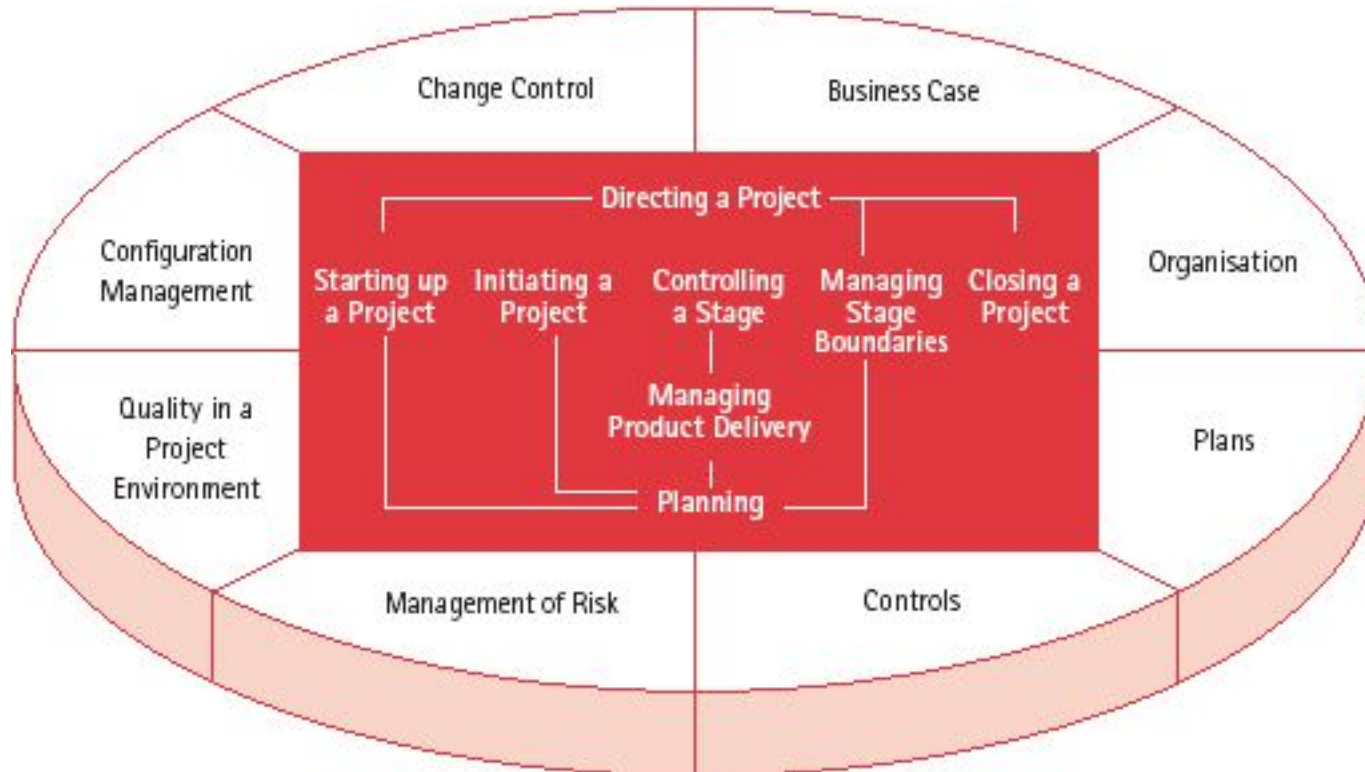 Change Control
Business Case
Configuration
Management
Organisation
Directing a Project
Starting up
a Project
Initiating a
Project
Controlling
a Stage
Managing
Stage
Boundaries
Closing a
Project
Managing
Product Delivery
Planning
Quality in a
Project
Environment
Plans
Management of Risk
Controls